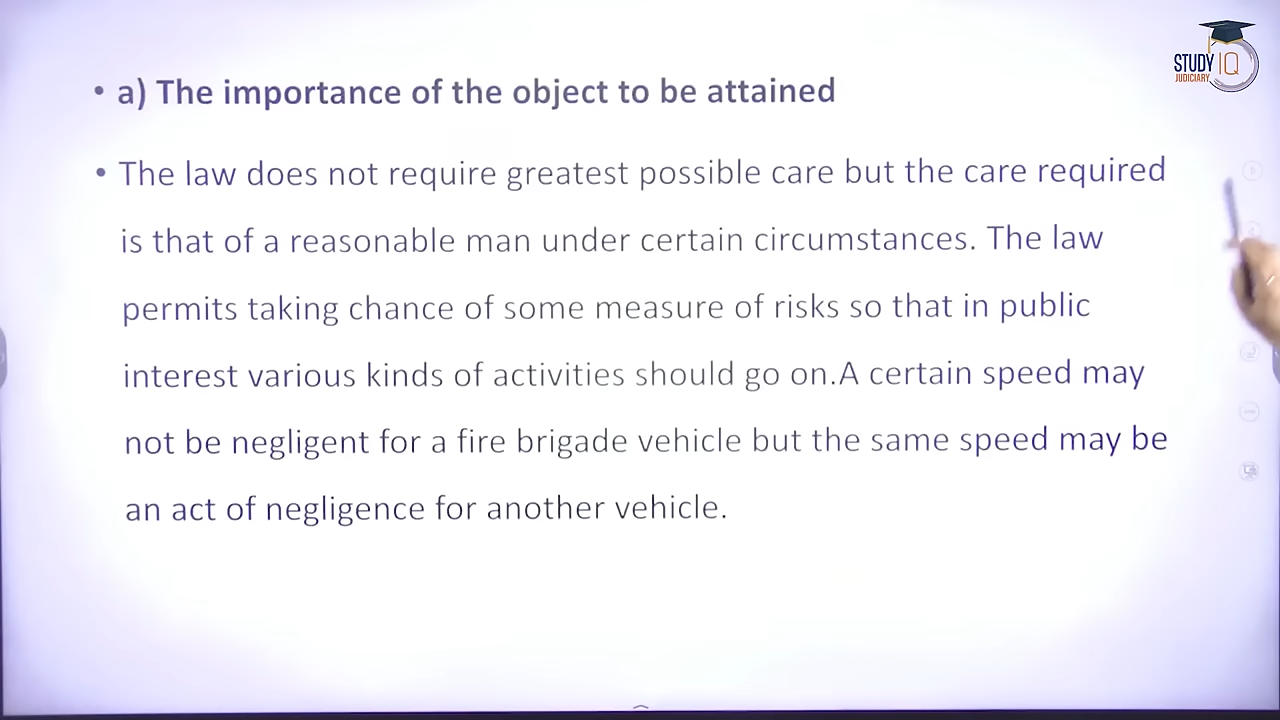 STUDY IQ
JUDICIARY
• a) The importance of the object to be attained
• The law does not require greatest possible care but the care required
is that of a reasonable man under certain circumstances. The law
permits taking chance of some measure of risks so that in public
interest various kinds of activities should go on.A certain speed may
not be negligent for a fire brigade vehicle but the same speed may be
an act of negligence for another vehicle.